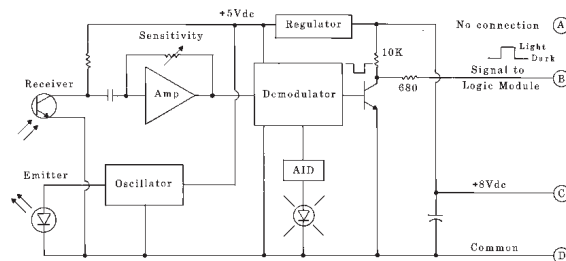 +5Vdc
Regulator
No connection
A
Sensitivity
10K
Light
Dark
Receiver
Signal to
Logic Module
B
Amp
Demodulator
680
Emitter
Oscillator
AID
+8Vdc
C
Common
D